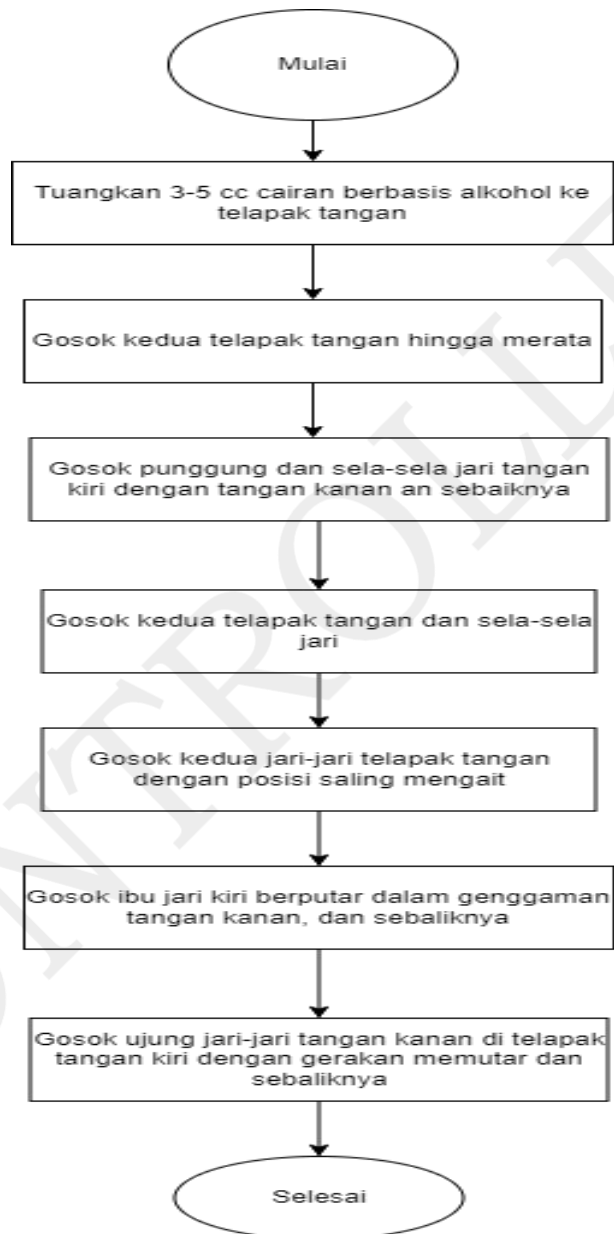 Mulai
Tuangkan 3-5 cc cairan berbasis alkohol ke
telapak tangan
Gosok kedua telapak tangan hingga merata
Gosok punggung dan sela-sela jari tangan
kiri dengan tangan kanan an sebaiknya
Gosok kedua telapak tangan dan sela-sela
jari
Gosok kedua jari-jari telapak tangan
dengan posisi saling mengait
Gosok ibu jari kiri berputar dalam genggaman
tangan kanan, dan sebaliknya
Gosok ujung jari-jari tangan kanan di telapak
tangan kiri dengan gerakan memutar dan
sebaliknya
Selesai